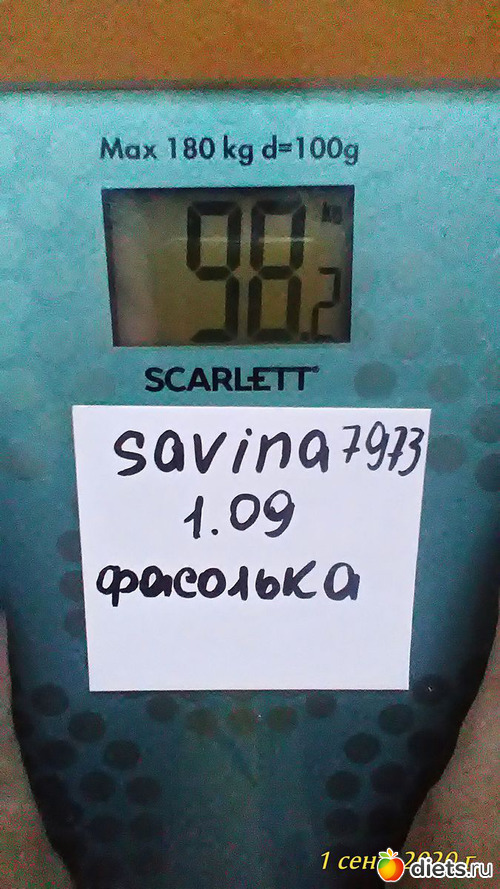 Max 180 kg d=100g
98.2 kg
SCARLETT
savina7973
1.09
фасолька
1 сен 2020 г.
diets.ru